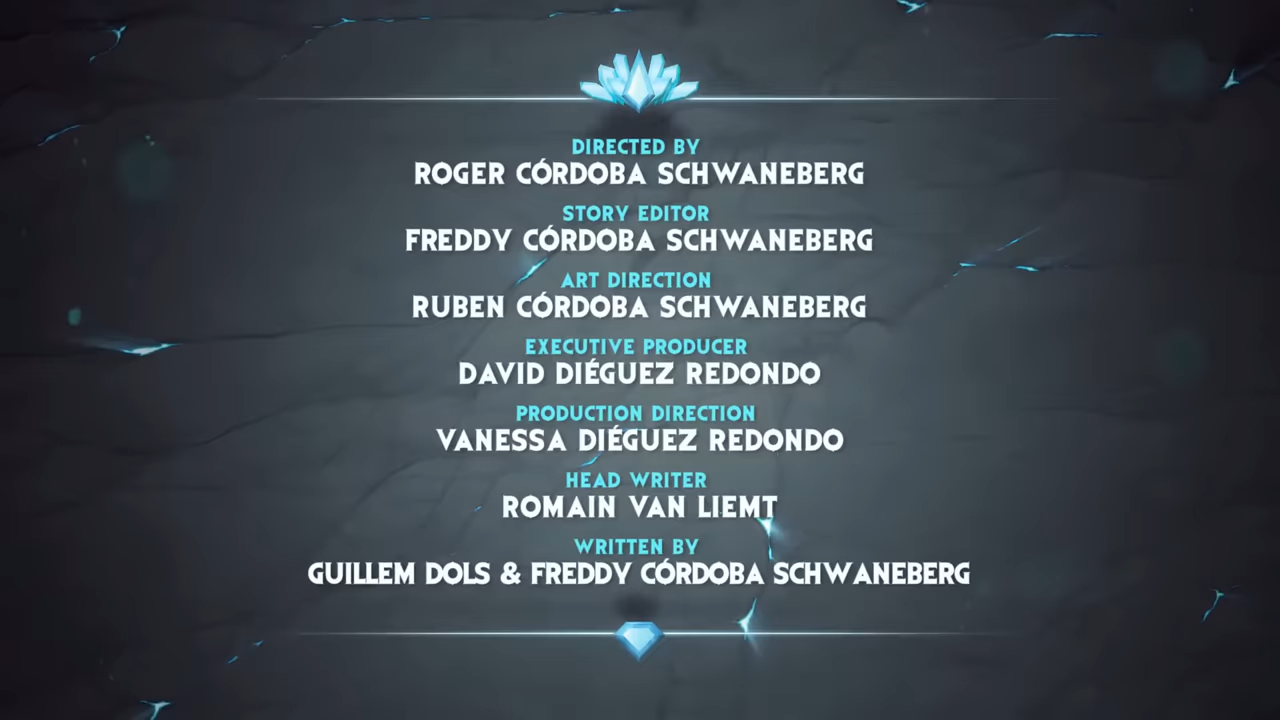 DIRECTED BY
ROGER CÓRDOBA SCHWANEBERG
STORY EDITOR
FREDDY CÓRDOBA SCHWANEBERG
ART DIRECTION
RUBEN CÓRDOBA SCHWANEBERG
EXECUTIVE PRODUCER
DAVID DIÉGUEZ REDONDO
PRODUCTION DIRECTION
VANESSA DIÉGUEZ REDONDO
HEAD WRITER
ROMAIN VAN LIEMT
WRITTEN BY
GUILLEM DOLS & FREDDY CÓRDOBA SCHWANEBERG